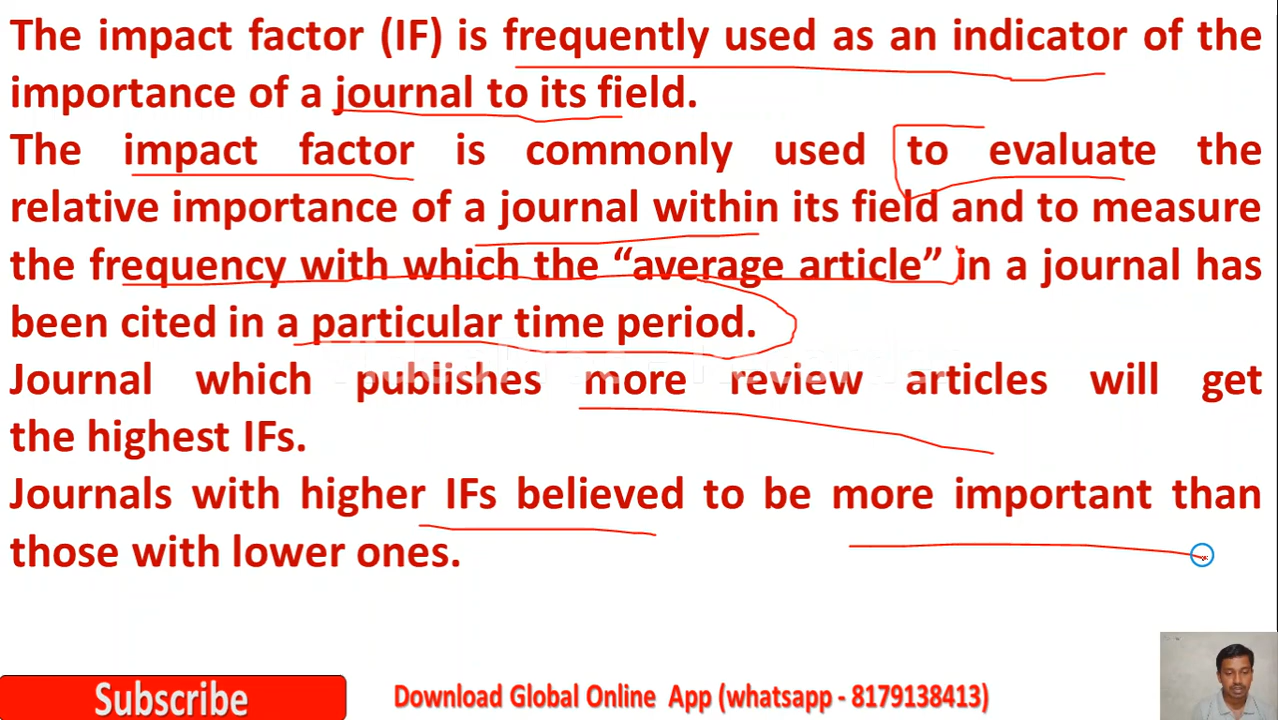 The impact factor (IF) is frequently used as an indicator of the
importance of a journal to its field.
The impact factor is commonly used to evaluate the
relative importance of a journal within its field and to measure
the frequency with which the “average article” in a journal has
been cited in a particular time period.
Journal which publishes more review articles will get
the highest IFs.
Journals with higher IFs believed to be more important than
those with lower ones.
Subscribe
Download Global Online App (whatsapp - 8179138413)